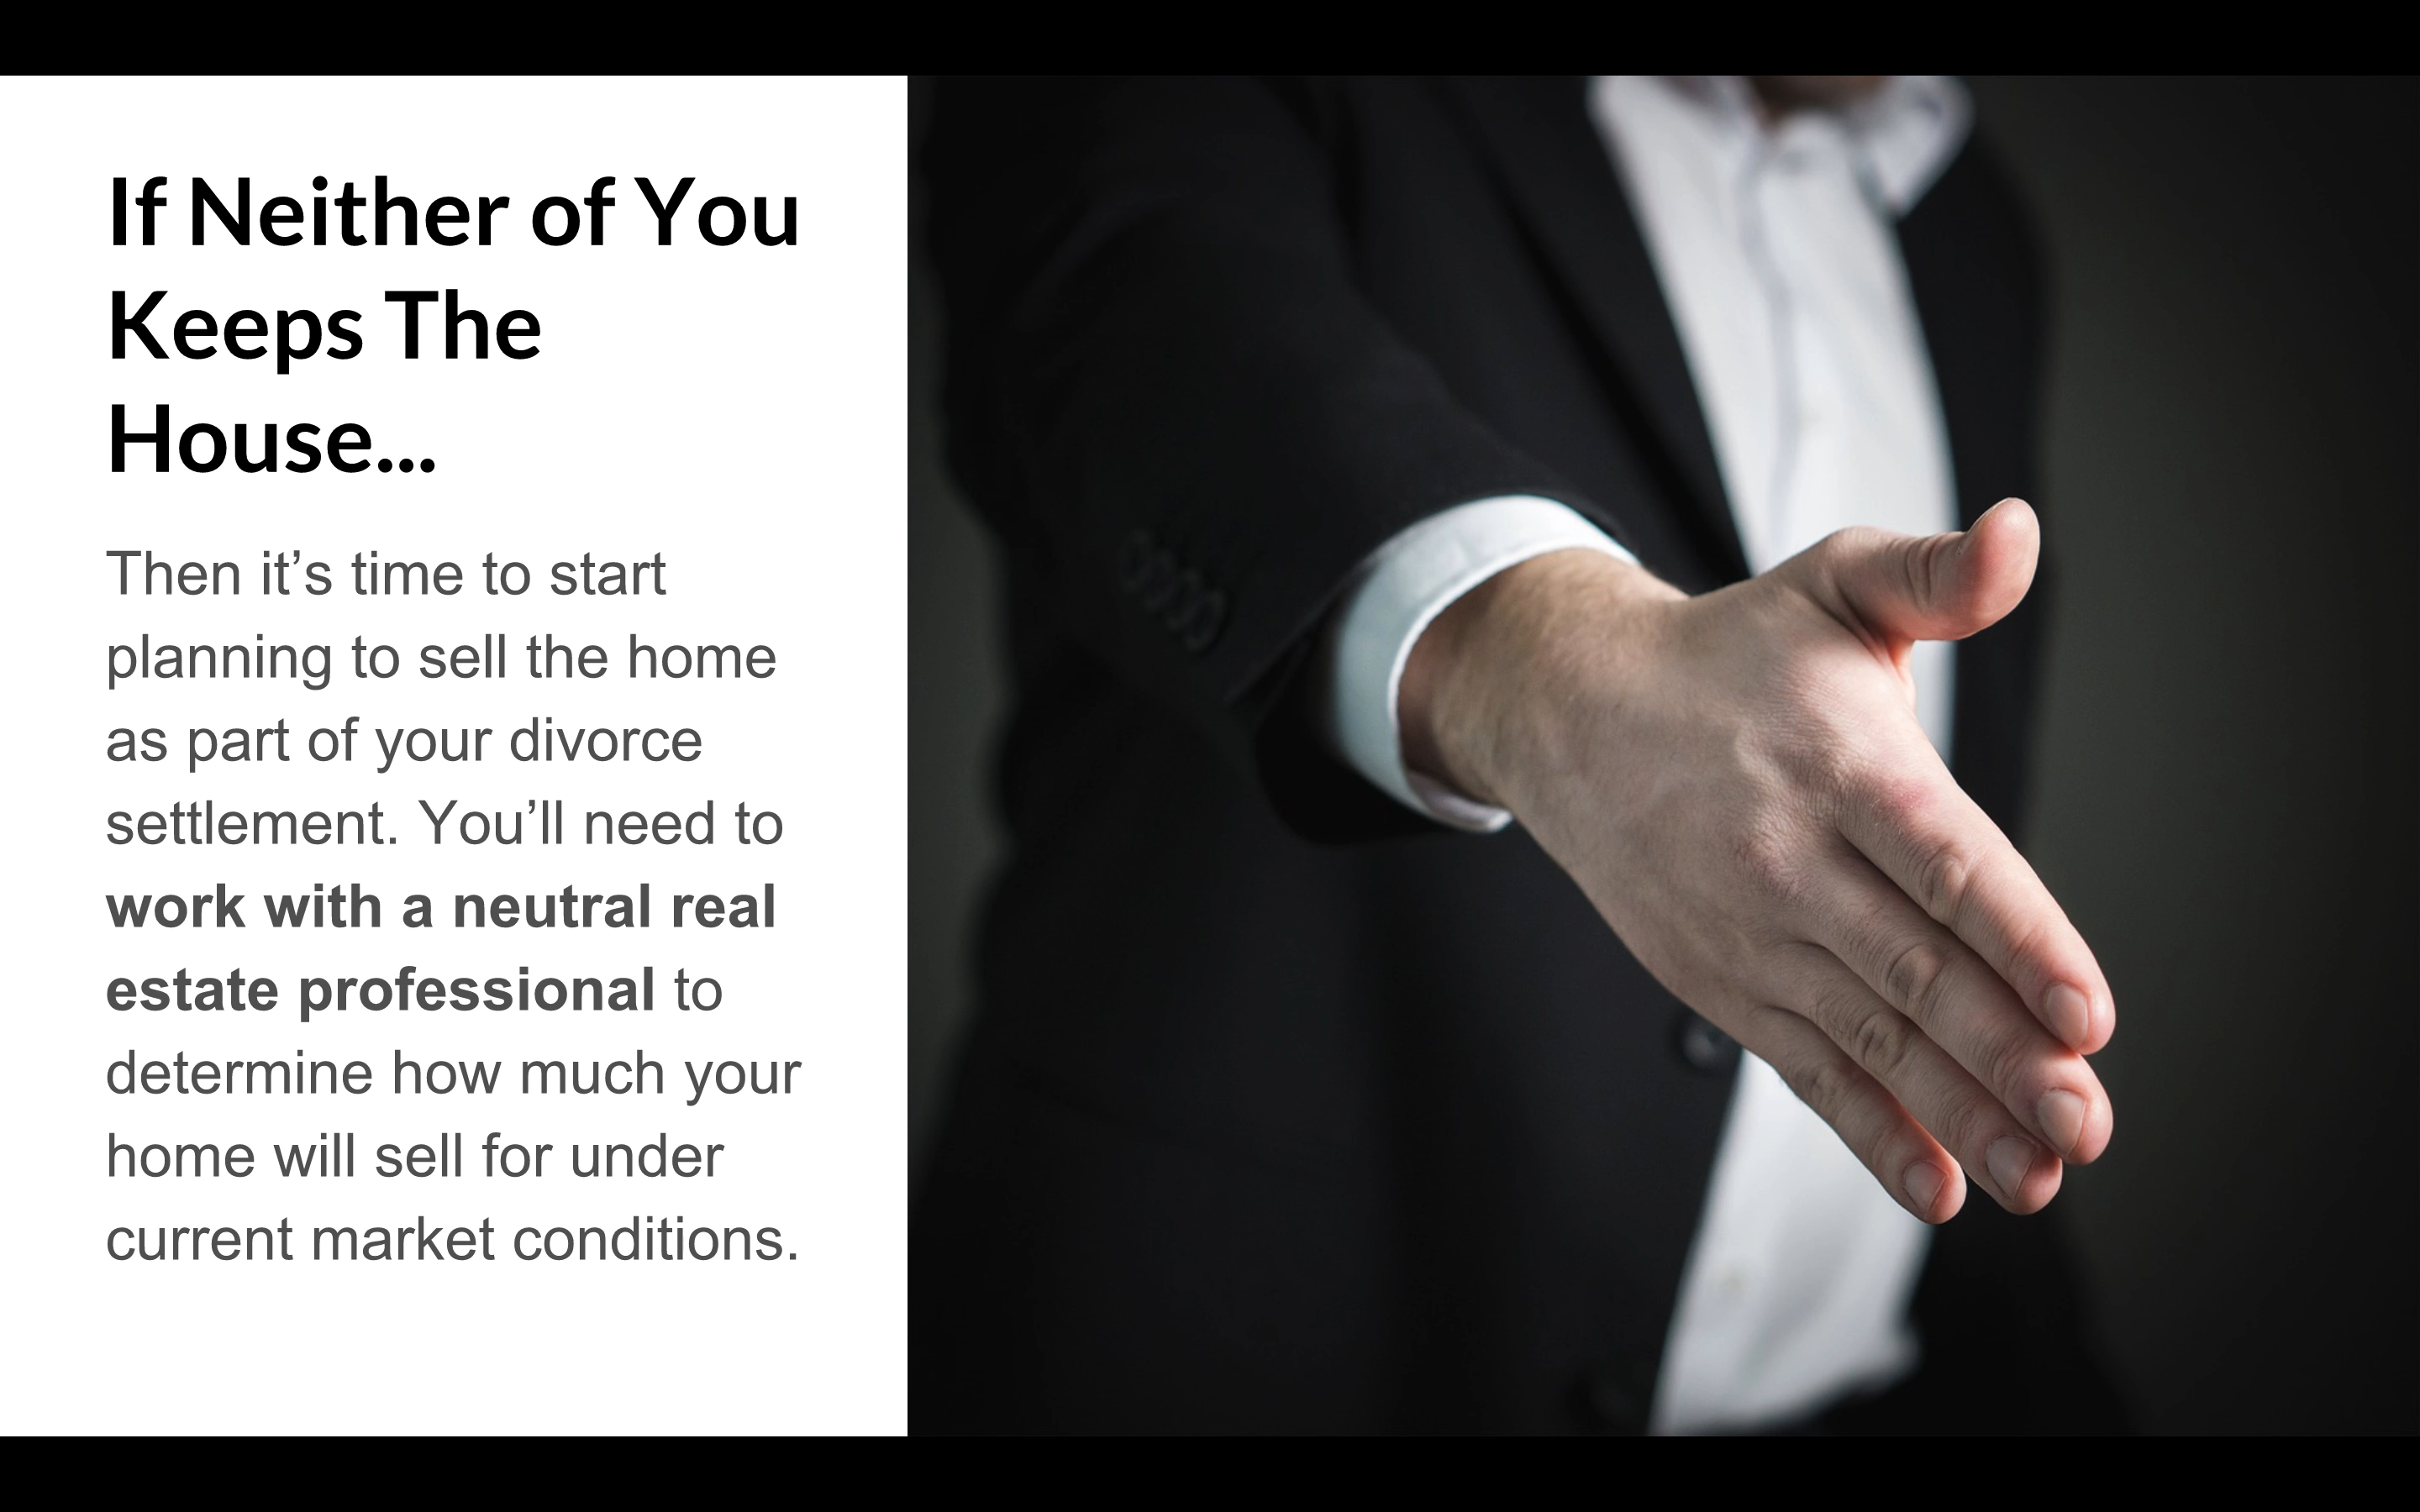 If Neither of You
Keeps The
House...
Then it’s time to start
planning to sell the home
as part of your divorce
settlement. You’ll need to
work with a neutral real
estate professional to
determine how much your
home will sell for under
current market conditions.